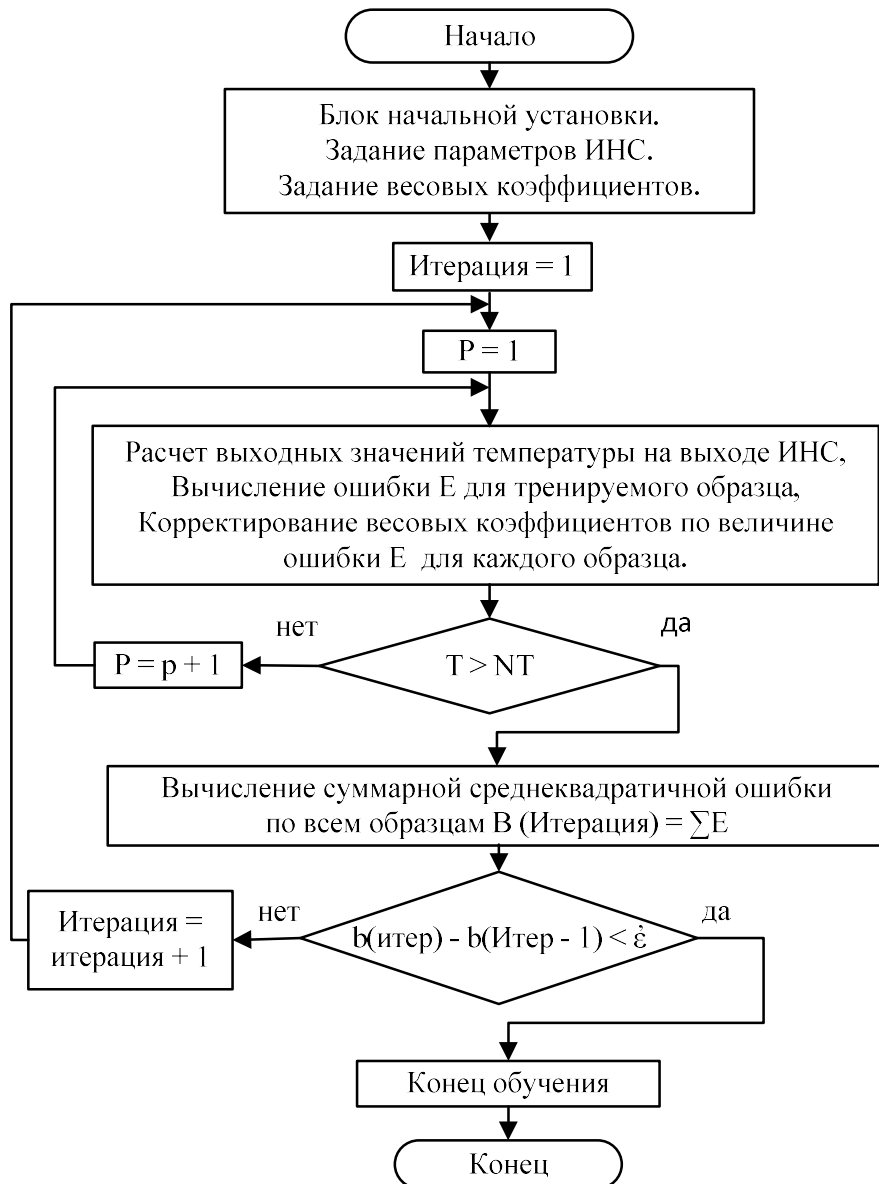 Начало
Блок начальной установки.
Задание параметров ИНС.
Задание весовых коэффициентов.
Итерация = 1
P = 1
Расчет выходных значений температуры на выходе ИНС,
Вычисление ошибки E для тренируемого образца,
Корректирование весовых коэффициентов по величине
ошибки E для каждого образца.
нет
да
P = p + 1
T > NT
Вычисление суммарной среднеквадратичной ошибки
по всем образцам B (Итерация) = ∑E
нет
да
Итерация =
итерация + 1
b(итер) - b(Итер - 1) < ἐ
Конец обучения
Конец